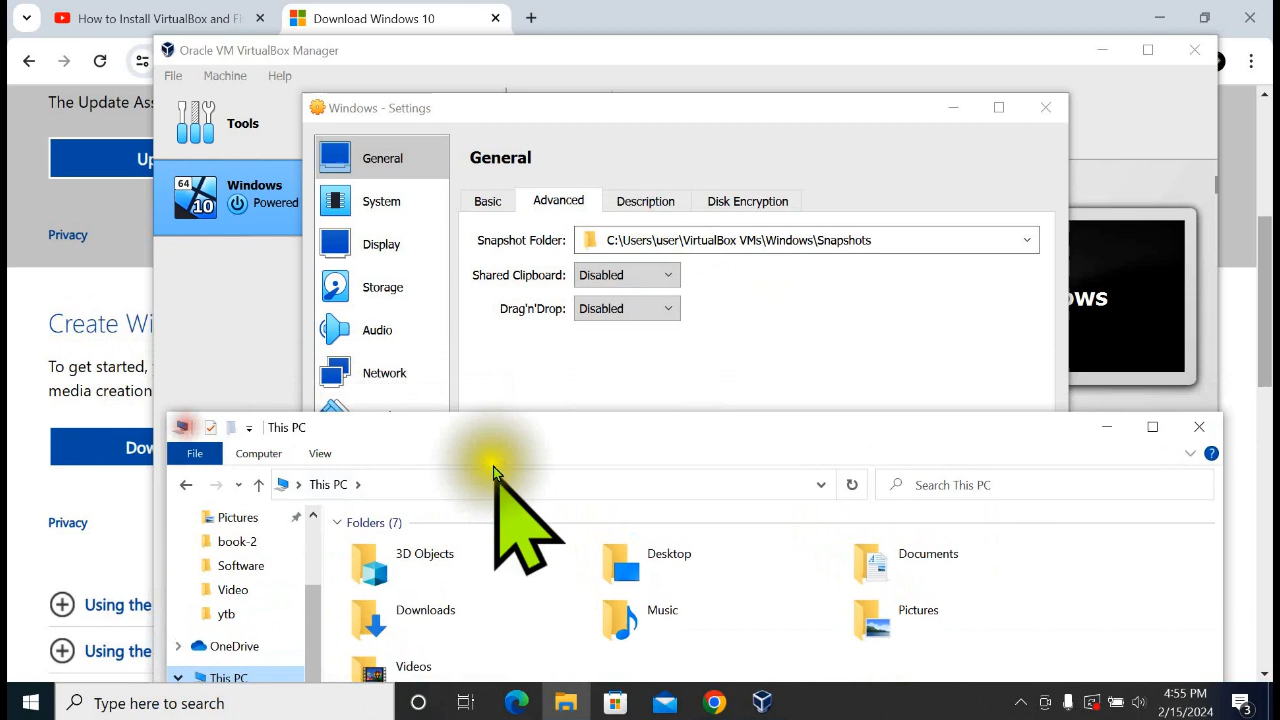 How to Install VirtualBox and
Download Windows 10
The Update Ass
Up
Privacy
Create Wi
To get started,
media creation
Dow
Privacy
Using the
Using the
Oracle VM VirtualBox Manager
File Machine Help
Tools
64
10
Windows
Powered
Windows - Settings
General
System
Display
Storage
Audio
Network
General
Basic Advanced Description Disk Encryption
Snapshot Folder: C:\Users\user\VirtualBox VMs\Windows\Snapshots
Shared Clipboard: Disabled
Drag'n'Drop: Disabled
ows
This PC
File Computer View
This PC
Search This PC
Pictures
book-2
Software
Video
ytb
OneDrive
This PC
Folders (7)
3D Objects Desktop Documents
Downloads Music Pictures
Videos
Type here to search
4:55 PM
2/15/2024
3